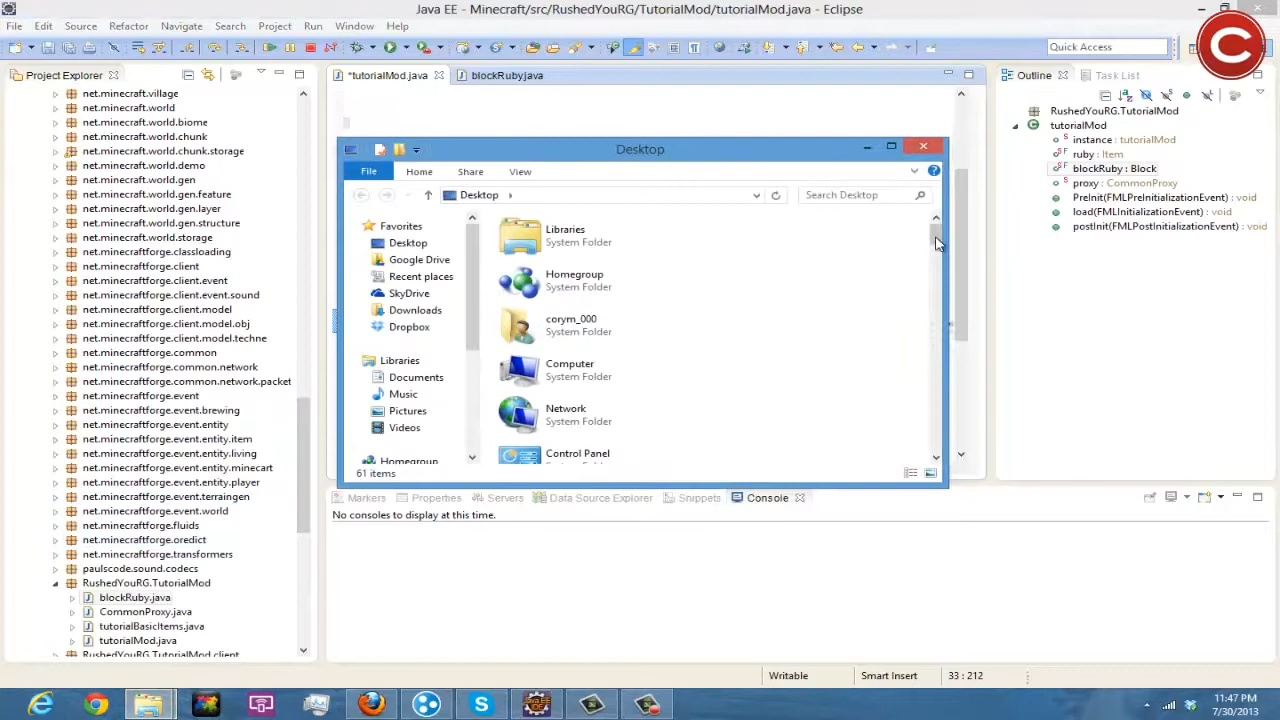 Java EE - Minecraft/src/RushedYouRG/TutorialMod/tutorialMod.java - Eclipse
File Edit Source Refactor Navigate Search Project Run Window Help
Quick Access
C
Project Explorer
net.minecraft.village
net.minecraft.world
net.minecraft.world.biome
net.minecraft.world.chunk
net.minecraft.world.chunk.storage
net.minecraft.world.demo
net.minecraft.world.gen
net.minecraft.world.gen.feature
net.minecraft.world.gen.layer
net.minecraft.world.gen.structure
net.minecraft.world.storage
net.minecraftforge.classloading
net.minecraftforge.client
net.minecraftforge.client.event
net.minecraftforge.client.event.sound
net.minecraftforge.client.model
net.minecraftforge.client.model.obj
net.minecraftforge.client.model.techne
net.minecraftforge.common
net.minecraftforge.common.network
net.minecraftforge.common.network.packet
net.minecraftforge.event
net.minecraftforge.event.brewing
net.minecraftforge.event.entity
net.minecraftforge.event.entity.item
net.minecraftforge.event.entity.living
net.minecraftforge.event.entity.minecart
net.minecraftforge.event.entity.player
net.minecraftforge.event.terraingen
net.minecraftforge.event.world
net.minecraftforge.fluids
net.minecraftforge.oredict
net.minecraftforge.transformers
paulscode.sound.codecs
RushedYouRG.TutorialMod
blockRuby.java
CommonProxy.java
tutorialBasicItems.java
tutorialMod.java
RushedYouRG.TutorialMod.client
*tutorialMod.java blockRuby.java
Desktop
File Home Share View
Desktop Search Desktop
Favorites
Desktop
Google Drive
Recent places
SkyDrive
Downloads
Dropbox
Libraries
Documents
Music
Pictures
Videos
Homegroup
Libraries
System Folder
Homegroup
System Folder
corym_000
System Folder
Computer
System Folder
Network
System Folder
Control Panel
61 items
Outline Task List
RushedYouRG.TutorialMod
tutorialMod
instance : tutorialMod
ruby : Item
blockRuby : Block
proxy : CommonProxy
PreInit(FMLPreInitializationEvent) : void
load(FMLInitializationEvent) : void
postInit(FMLPostInitializationEvent) : void
Markers Properties Servers Data Source Explorer Snippets Console
No consoles to display at this time.
Writable Smart Insert 33 : 212
11:47 PM
7/30/2013